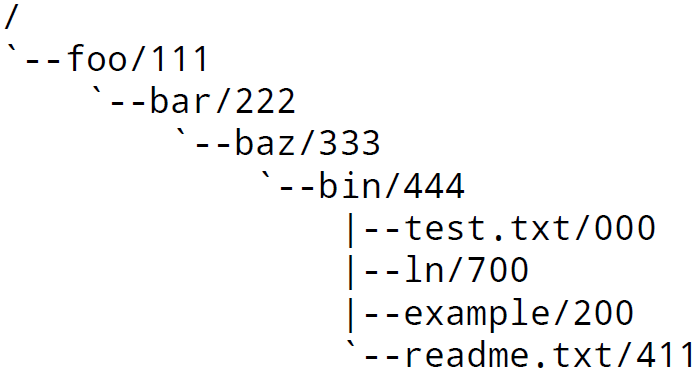 /
`--foo/111
    `--bar/222
        `--baz/333
            `--bin/444
                |--test.txt/000
                |--ln/700
                |--example/200
                `--readme.txt/411